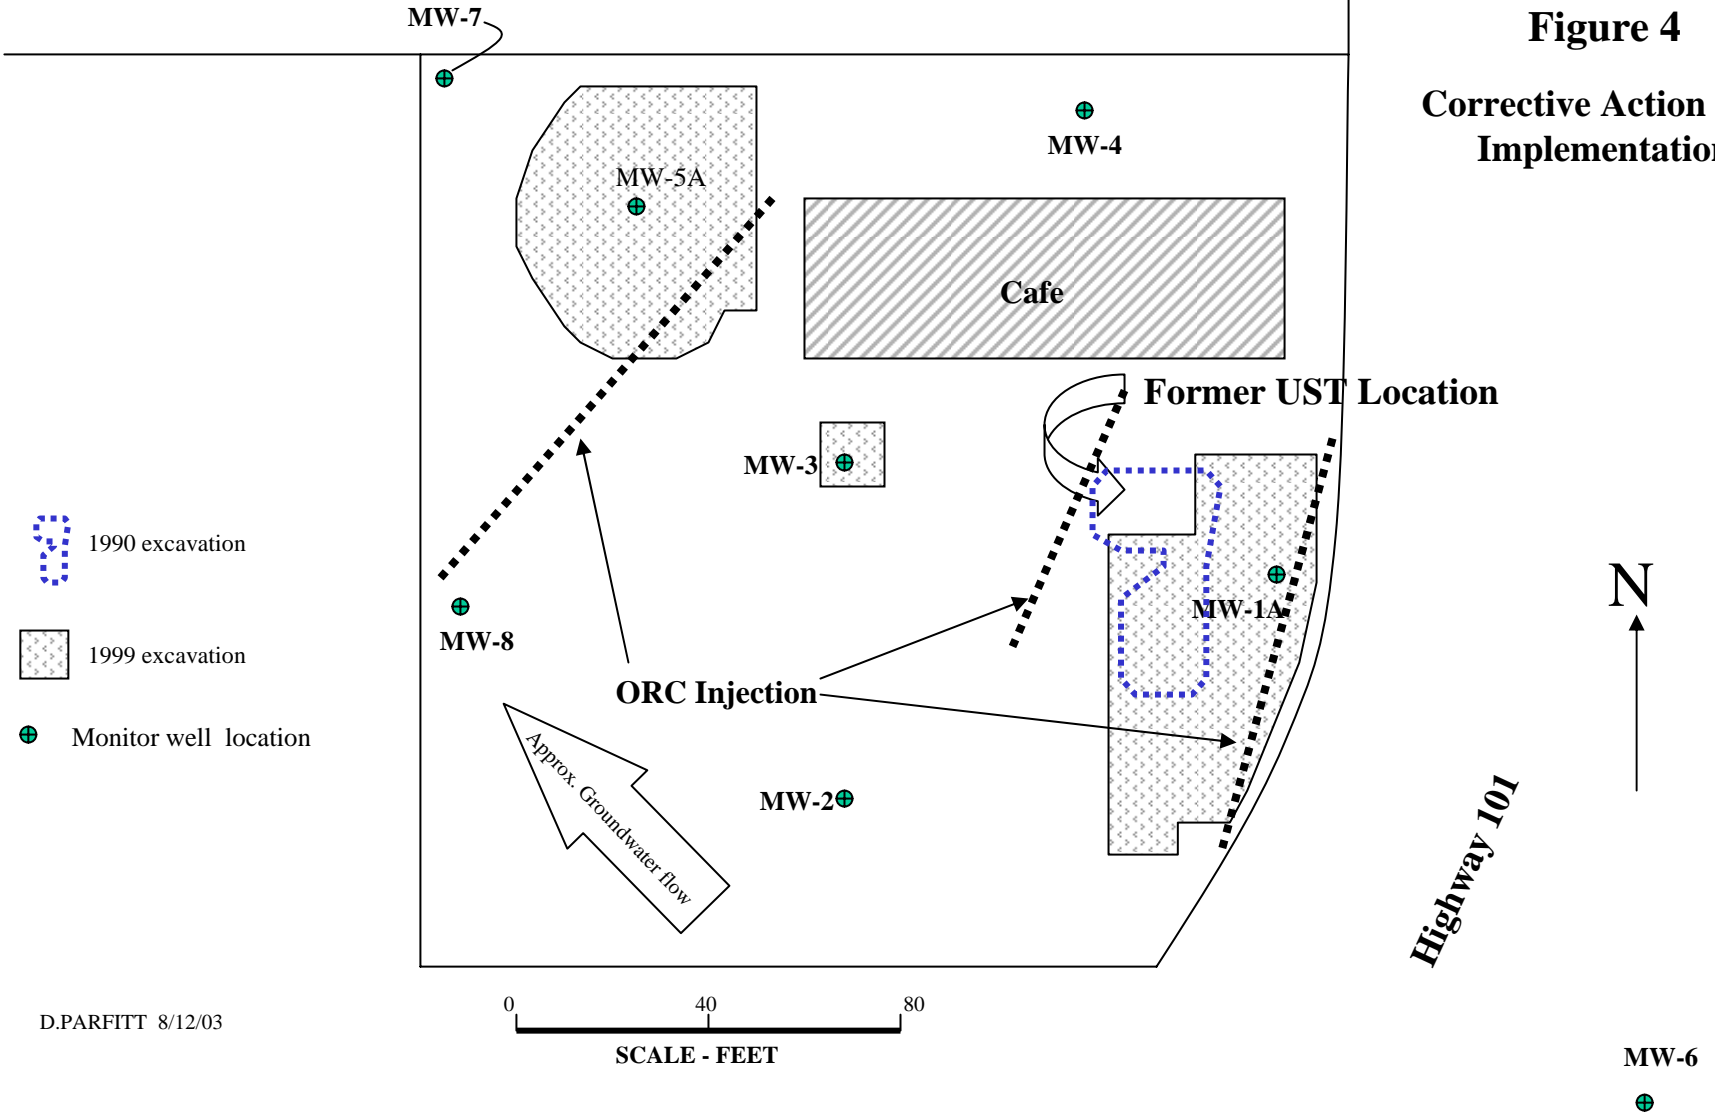 MW-7
Figure 4
Corrective Action
Implementation
MW-4
MW-5A
Cafe
Former UST Location
MW-3
1990 excavation
N
MW-1A
MW-8
1999 excavation
ORC Injection
Monitor well location
Approx. Groundwater flow
MW-2
Highway 101
0 40 80
D.PARFITT 8/12/03
SCALE - FEET
MW-6